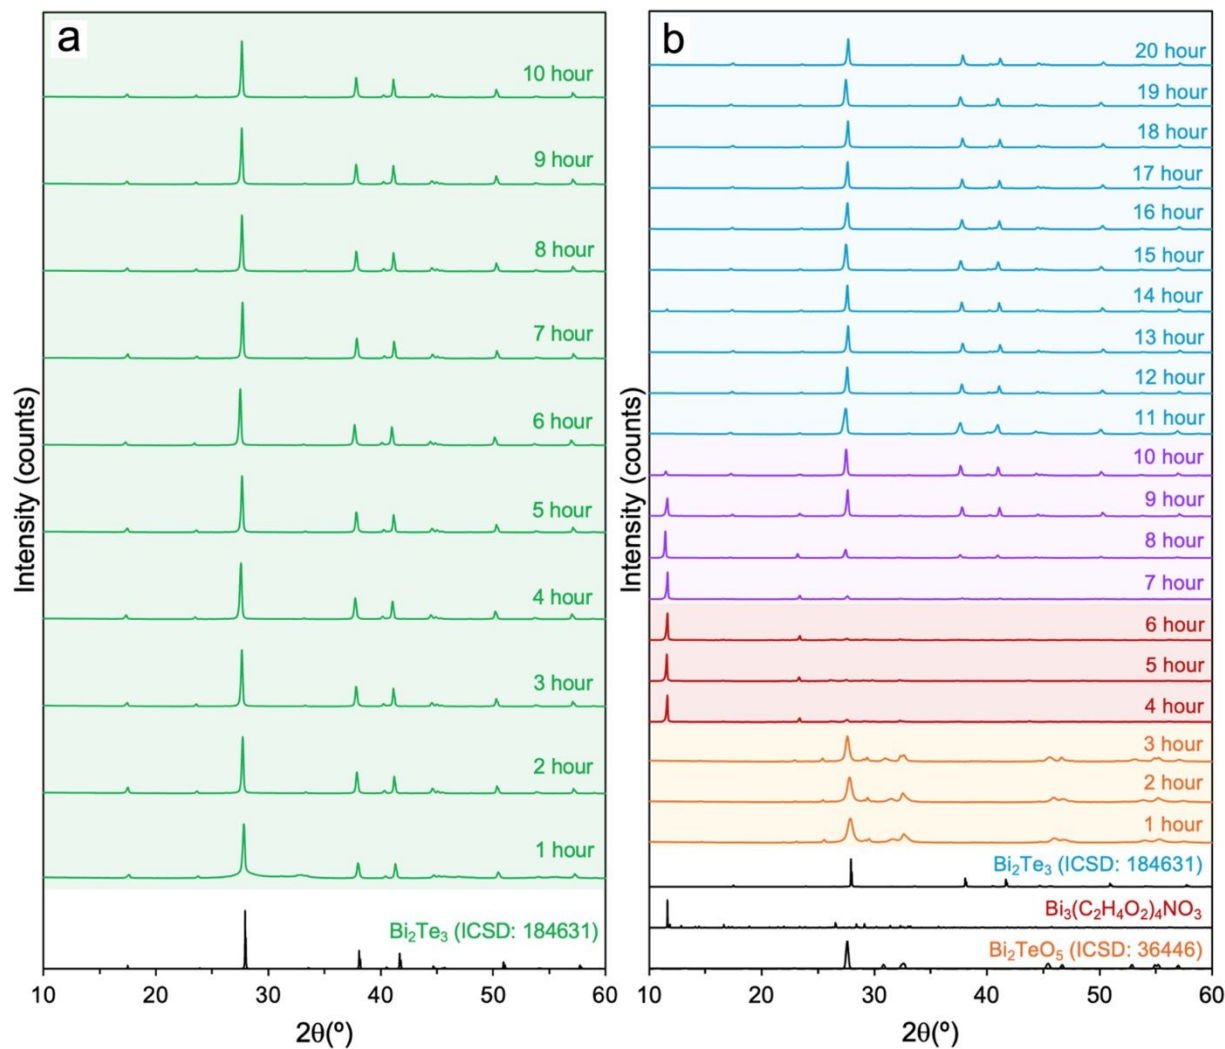 a
10 hour
9 hour
8 hour
7 hour
6 hour
5 hour
4 hour
3 hour
2 hour
1 hour
Bi₂Te₃ (ICSD: 184631)
Intensity (counts)
10 20 30 40 50 60
2θ(º)
b
20 hour
19 hour
18 hour
17 hour
16 hour
15 hour
14 hour
13 hour
12 hour
11 hour
10 hour
9 hour
8 hour
7 hour
6 hour
5 hour
4 hour
3 hour
2 hour
1 hour
Bi₂Te₃ (ICSD: 184631)
Bi₃(C₂H₄O₂)₄NO₃
Bi₂TeO₅ (ICSD: 36446)
Intensity (counts)
10 20 30 40 50 60
2θ(º)